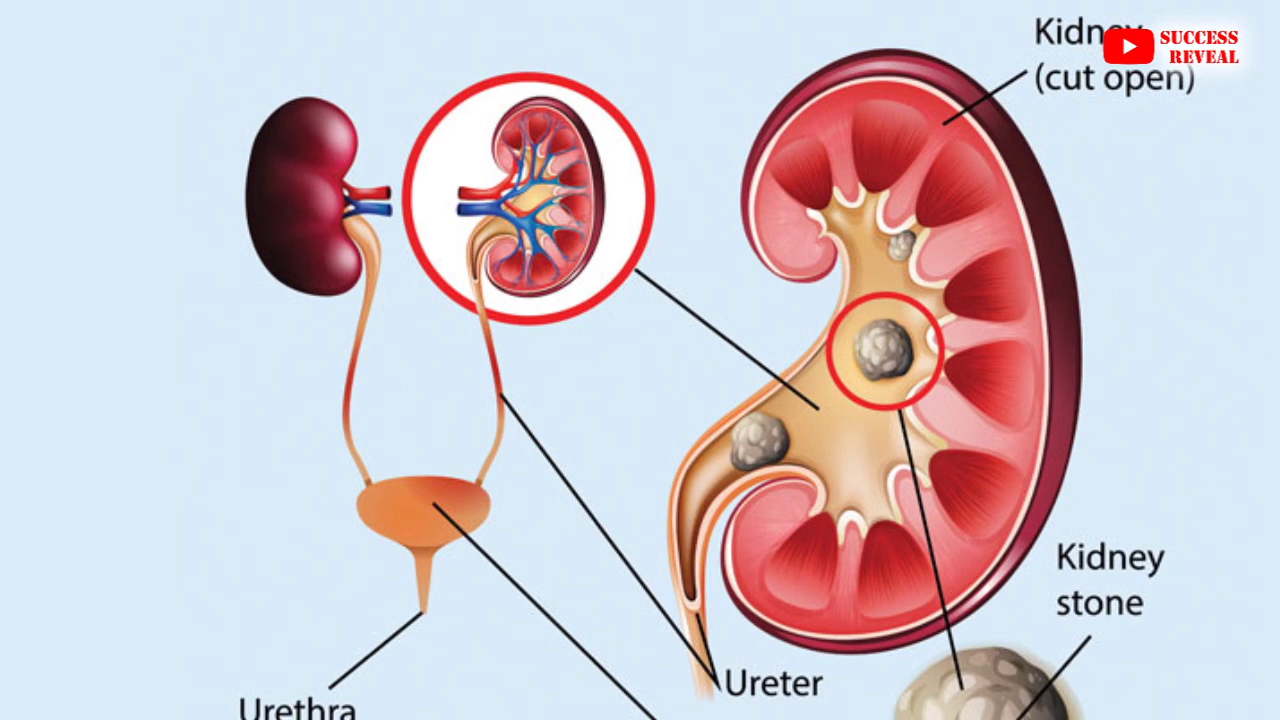 Kidney
(cut open)
SUCCESS
REVEAL
Kidney
stone
Ureter
Urethra